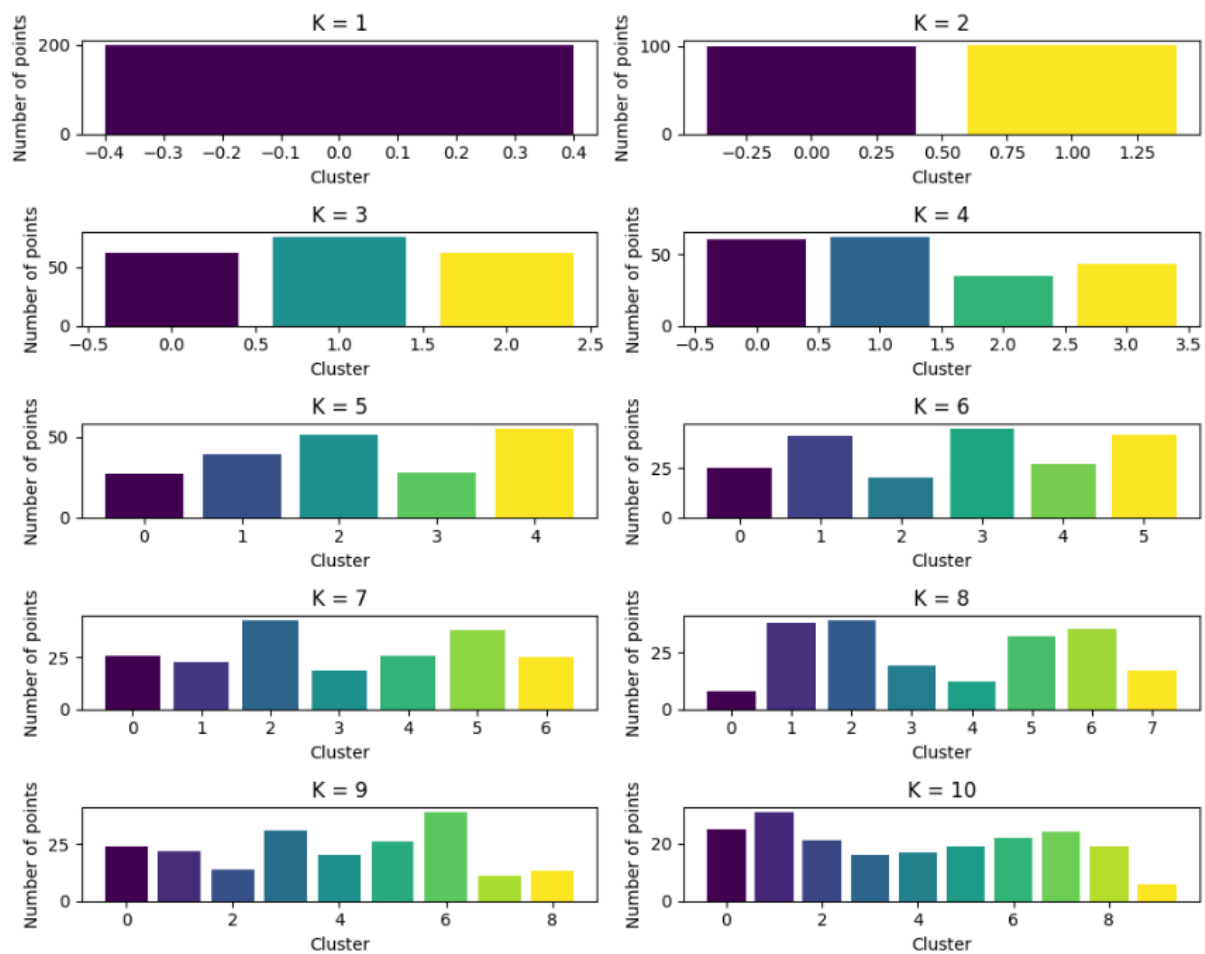 K = 1
Number of points
200
0
−0.4 −0.3 −0.2 −0.1 0.0 0.1 0.2 0.3 0.4
Cluster
K = 2
Number of points
100
0
−0.25 0.00 0.25 0.50 0.75 1.00 1.25
Cluster
K = 3
Number of points
50
0
−0.5 0.0 0.5 1.0 1.5 2.0 2.5
Cluster
K = 4
Number of points
50
0
−0.5 0.0 0.5 1.0 1.5 2.0 2.5 3.0 3.5
Cluster
K = 5
Number of points
50
0
0 1 2 3 4
Cluster
K = 6
Number of points
25
0
0 1 2 3 4 5
Cluster
K = 7
Number of points
25
0
0 1 2 3 4 5 6
Cluster
K = 8
Number of points
25
0
0 1 2 3 4 5 6 7
Cluster
K = 9
Number of points
25
0
0 2 4 6 8
Cluster
K = 10
Number of points
20
0
0 2 4 6 8
Cluster